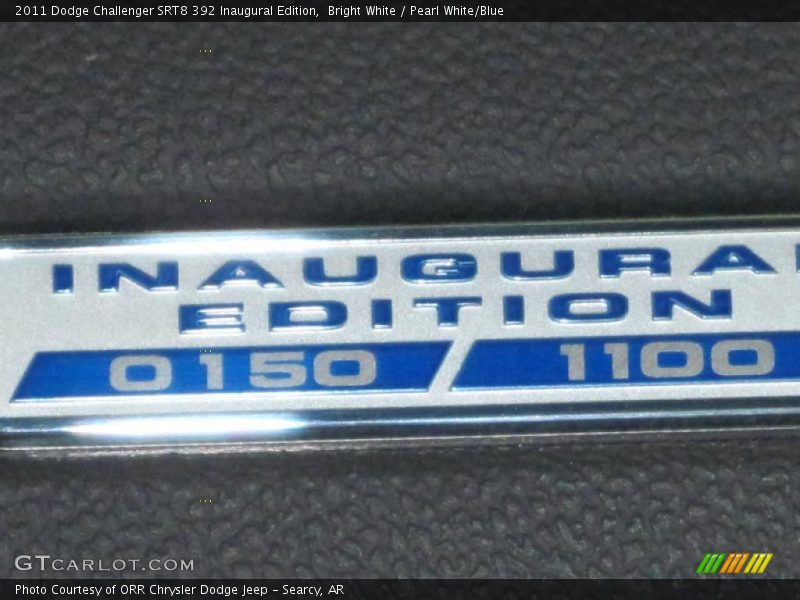 2011 Dodge Challenger SRT8 392 Inaugural Edition, Bright White / Pearl White/Blue
INAUGURA
EDITION
0150 1100
GTCARLOT.COM
Photo Courtesy of ORR Chrysler Dodge Jeep - Searcy, AR